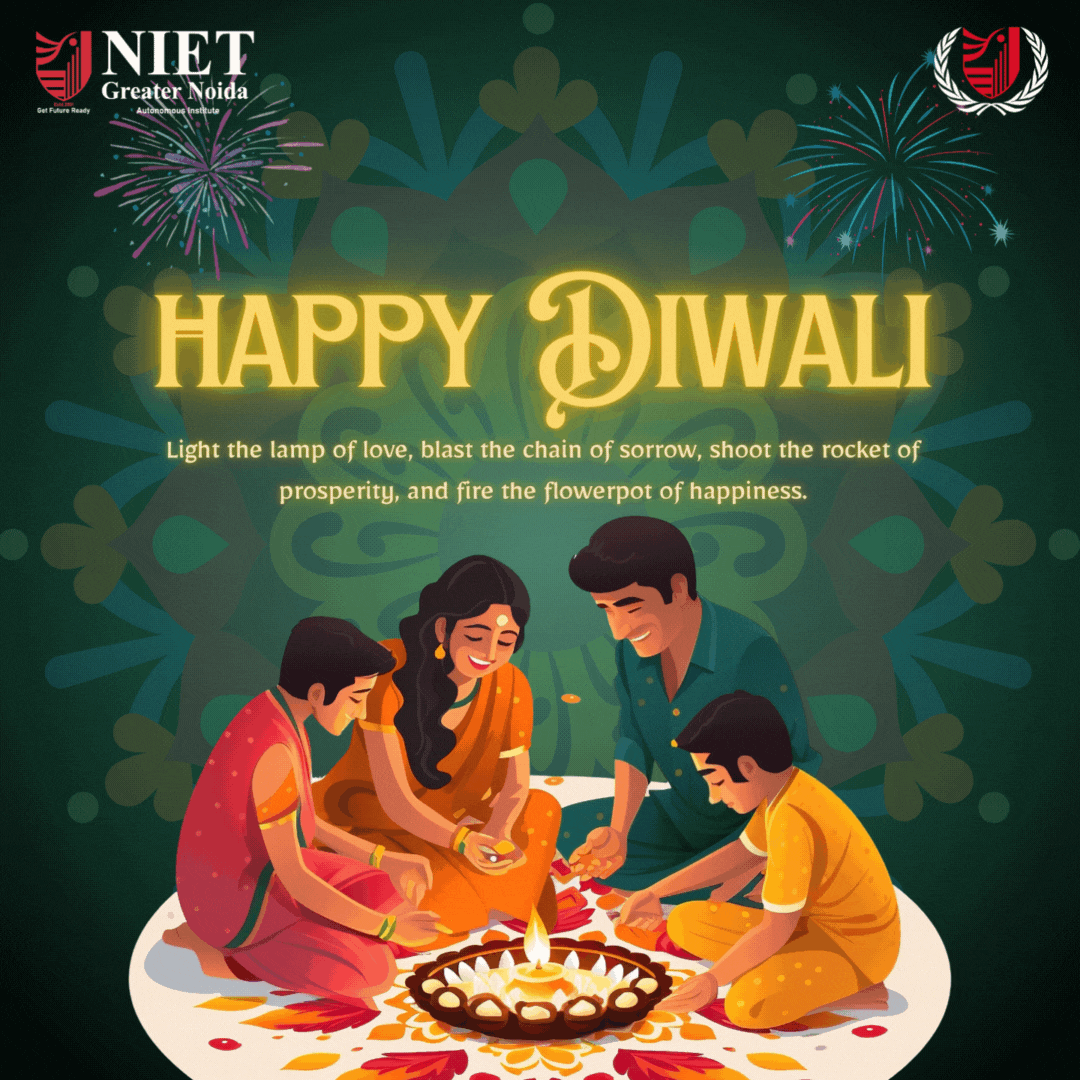 NIET
Greater Noida
Autonomous Institute
Get Future Ready
HAPPY DIWALI
Light the lamp of love, blast the chain of sorrow, shoot the rocket of
prosperity, and fire the flowerpot of happiness.